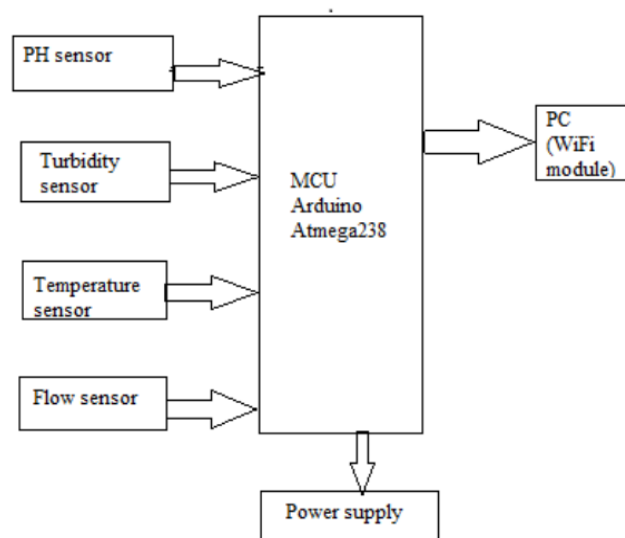 PH sensor
Turbidity
sensor
Temperature
sensor
Flow sensor
MCU
Arduino
Atmega238
PC
(WiFi
module)
Power supply